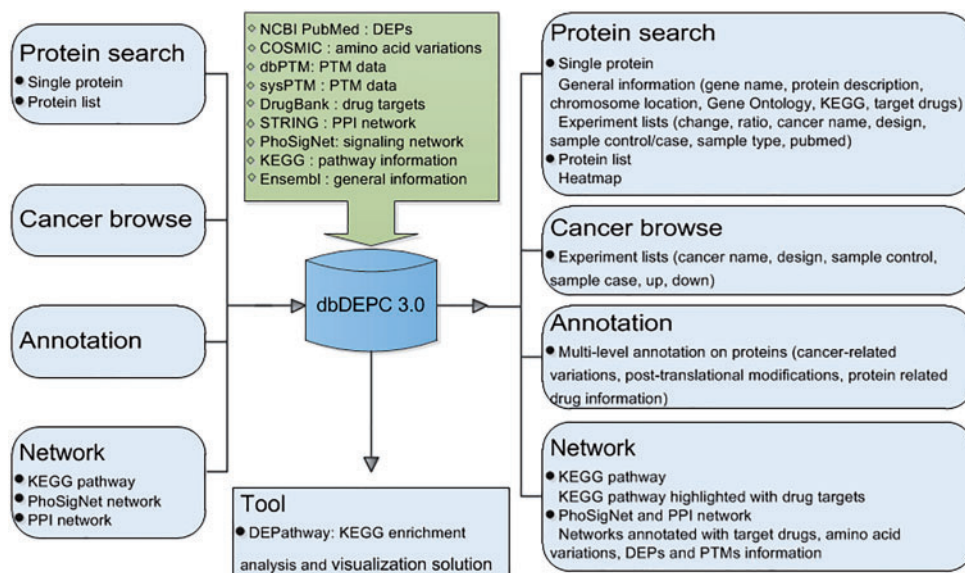 Protein search
● Single protein
● Protein list
Cancer browse
Annotation
Network
● KEGG pathway
● PhoSigNet network
● PPI network
◇ NCBI PubMed : DEPs
◇ COSMIC : amino acid variations
◇ dbPTM: PTM data
◇ sysPTM : PTM data
◇ DrugBank : drug targets
◇ STRING : PPI network
◇ PhoSigNet: signaling network
◇ KEGG : pathway information
◇ Ensembl : general information
dbDEPC 3.0
Tool
● DEPathway: KEGG enrichment
analysis and visualization solution
Protein search
● Single protein
General information (gene name, protein description,
chromosome location, Gene Ontology, KEGG, target drugs)
Experiment lists (change, ratio, cancer name, design,
sample control/case, sample type, pubmed)
● Protein list
Heatmap
Cancer browse
● Experiment lists (cancer name, design, sample control,
sample case, up, down)
Annotation
● Multi-level annotation on proteins (cancer-related
variations, post-translational modifications, protein related
drug information)
Network
● KEGG pathway
KEGG pathway highlighted with drug targets
● PhoSigNet and PPI network
Networks annotated with target drugs, amino acid
variations, DEPs and PTMs information